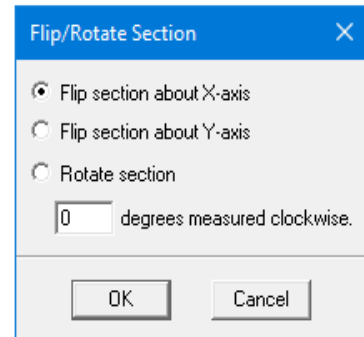 Flip/Rotate Section
Flip section about X-axis
Flip section about Y-axis
Rotate section
0 degrees measured clockwise.
OK Cancel